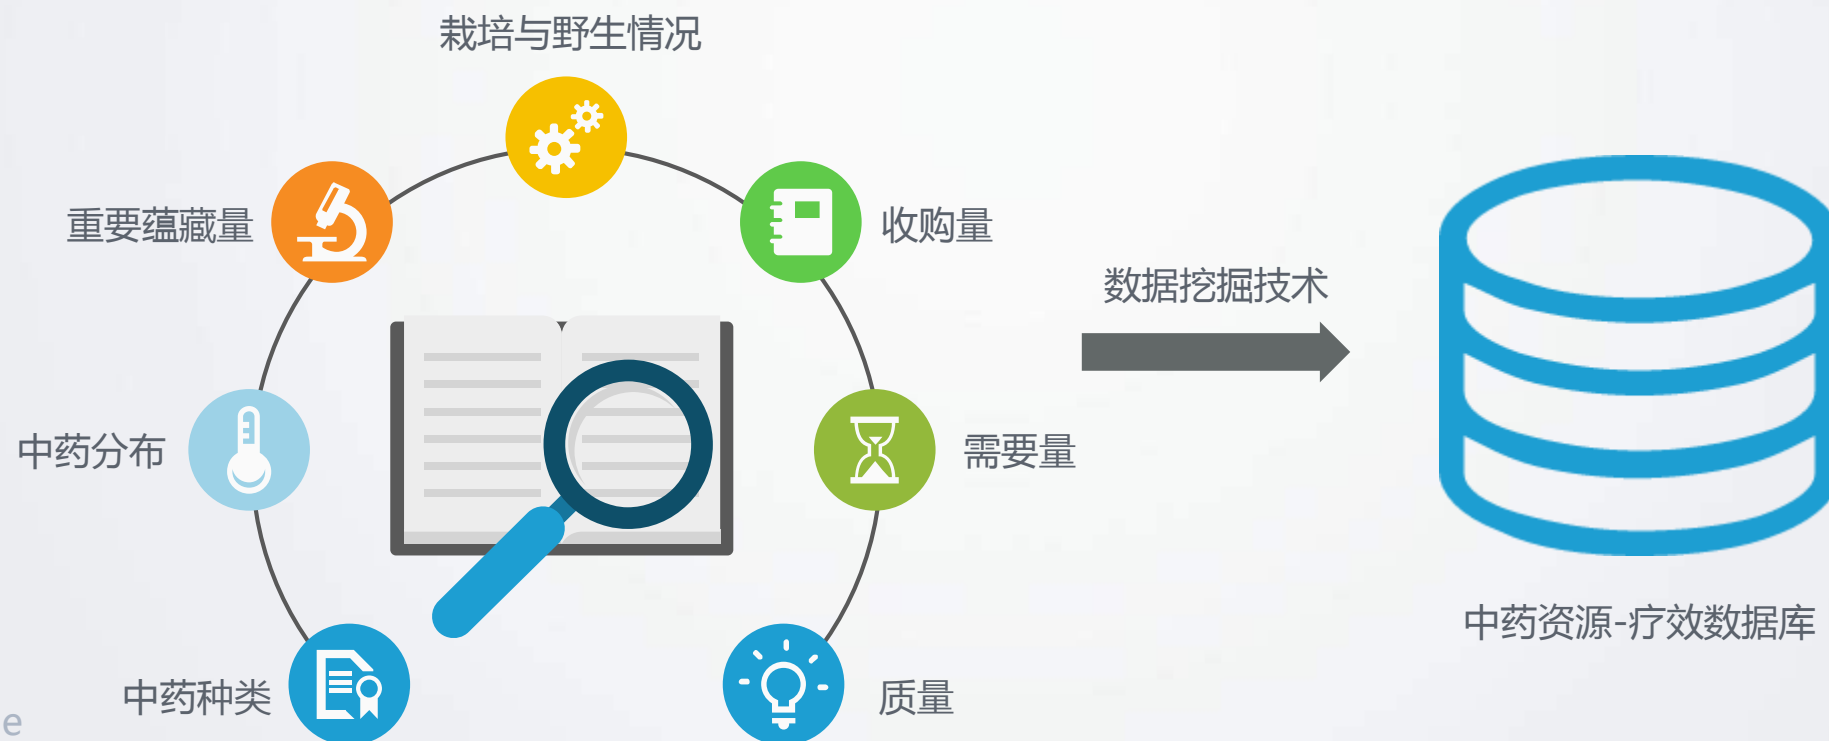 栽培与野生情况
重要蕴藏量
收购量
数据挖掘技术
中药分布
需要量
中药资源-疗效数据库
中药种类
质量
e